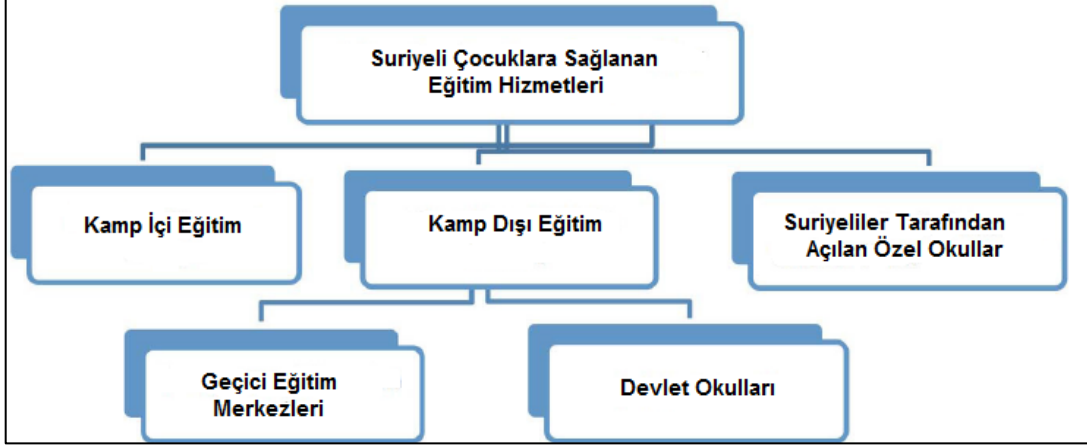 Suriyeli Çocuklara Sağlanan
Eğitim Hizmetleri
Kamp İçi Eğitim
Kamp Dışı Eğitim
Suriyeliler Tarafından
Açılan Özel Okullar
Geçici Eğitim
Merkezleri
Devlet Okulları